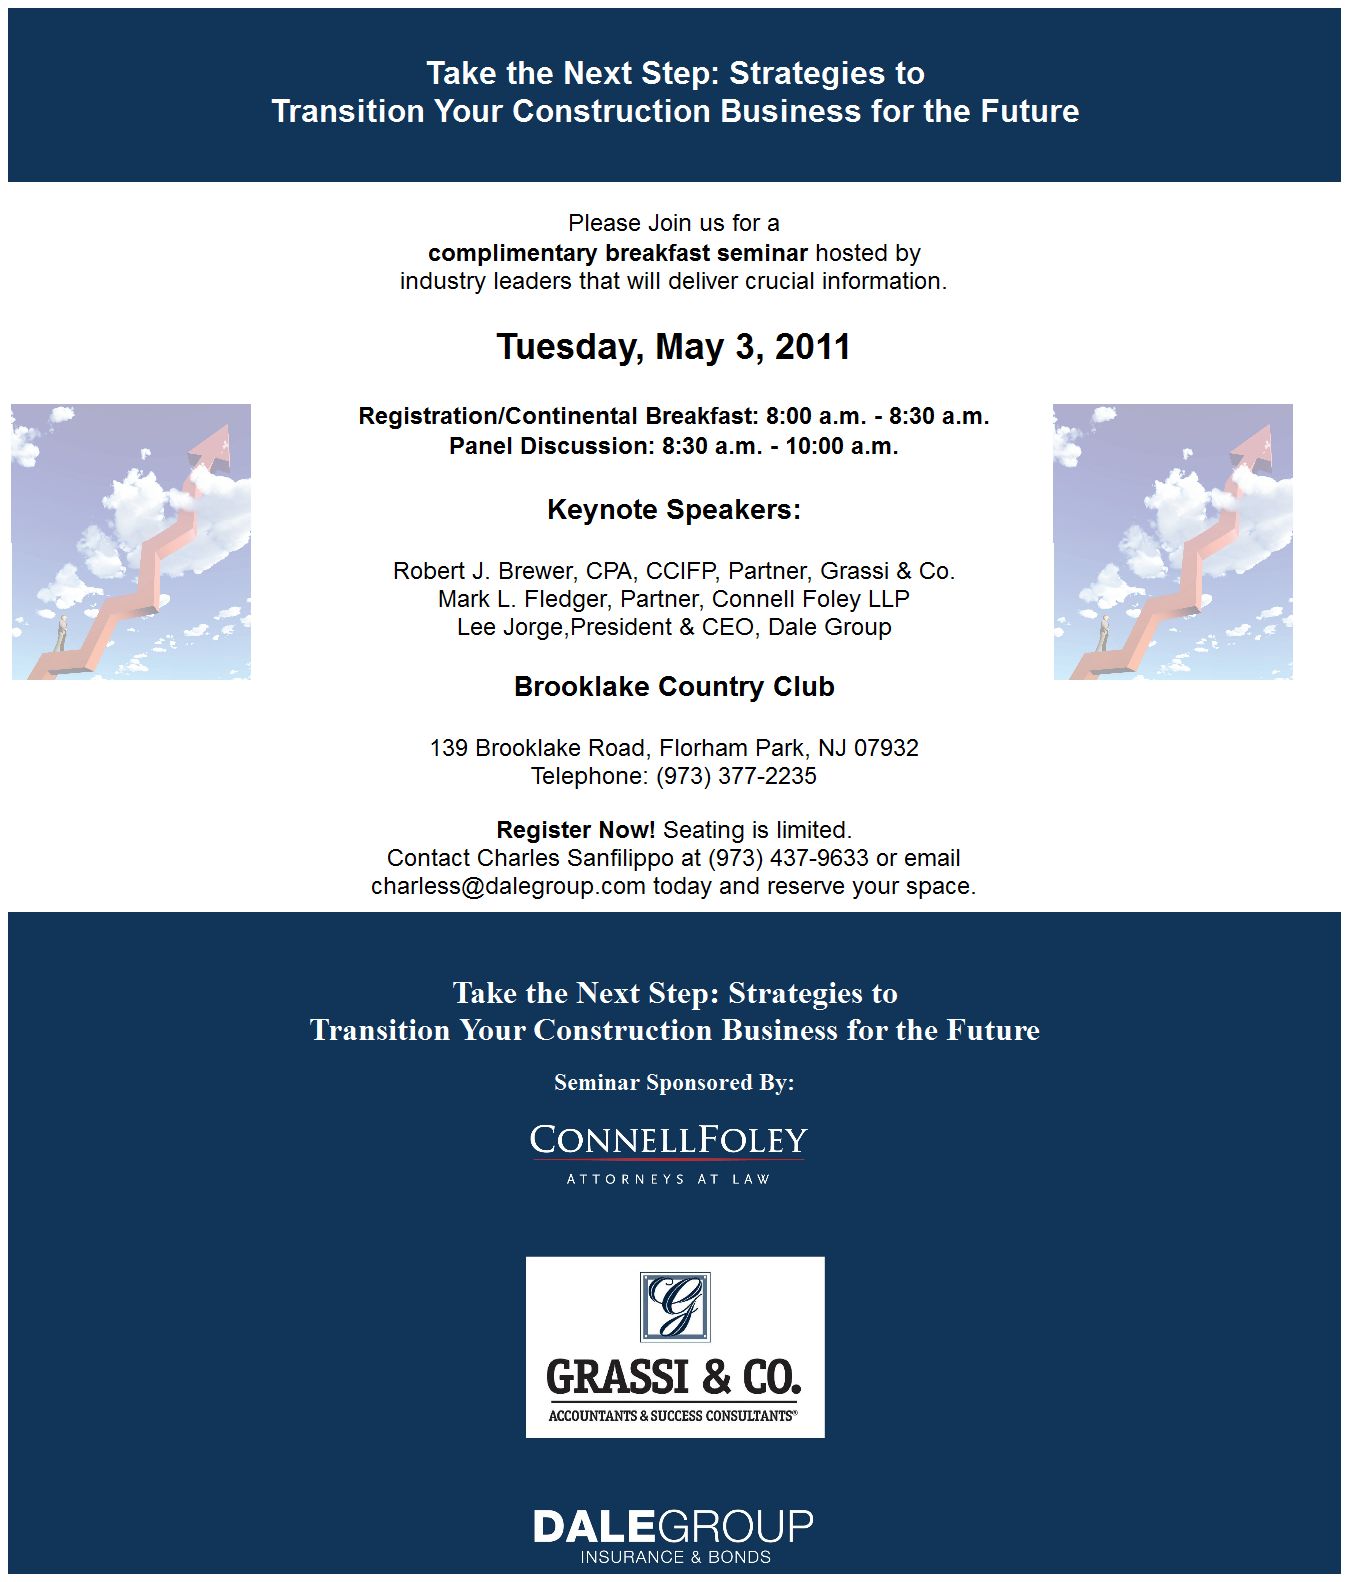 Take the Next Step: Strategies to
Transition Your Construction Business for the Future
Please Join us for a
complimentary breakfast seminar hosted by
industry leaders that will deliver crucial information.
Tuesday, May 3, 2011
Registration/Continental Breakfast: 8:00 a.m. - 8:30 a.m.
Panel Discussion: 8:30 a.m. - 10:00 a.m.
Keynote Speakers:
Robert J. Brewer, CPA, CCIFP, Partner, Grassi & Co.
Mark L. Fledger, Partner, Connell Foley LLP
Lee Jorge,President & CEO, Dale Group
Brooklake Country Club
139 Brooklake Road, Florham Park, NJ 07932
Telephone: (973) 377-2235
Register Now! Seating is limited.
Contact Charles Sanfilippo at (973) 437-9633 or email
charless@dalegroup.com today and reserve your space.
Take the Next Step: Strategies to
Transition Your Construction Business for the Future
Seminar Sponsored By:
CONNELLFOLEY
ATTORNEYS AT LAW
G
GRASSI & CO.
ACCOUNTANTS & SUCCESS CONSULTANTS®
DALEGROUP
INSURANCE & BONDS